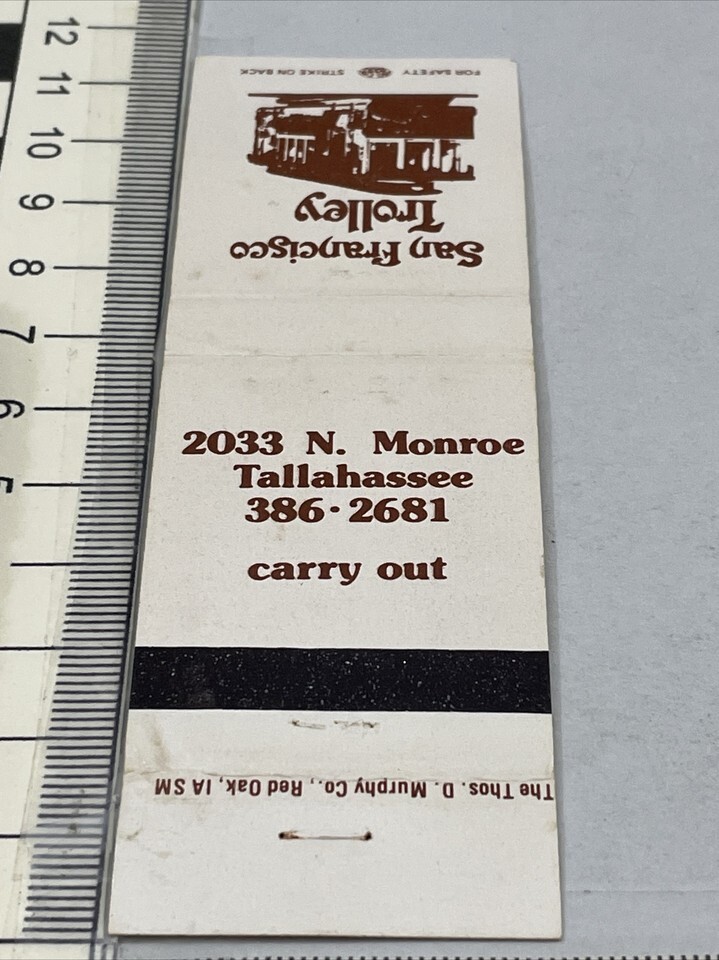 12
11
10
9
8
7
6
5
FOR SAFETY STRIKE ON BACK
San Francisco
Trolley
2033 N. Monroe
Tallahassee
386·2681
carry out
The Thos. D. Murphy Co., Red Oak, IA SM